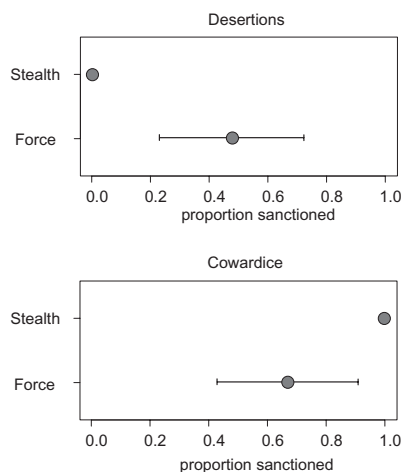 Desertions
Stealth
Force
0.0 0.2 0.4 0.6 0.8 1.0
proportion sanctioned
Cowardice
Stealth
Force
0.0 0.2 0.4 0.6 0.8 1.0
proportion sanctioned